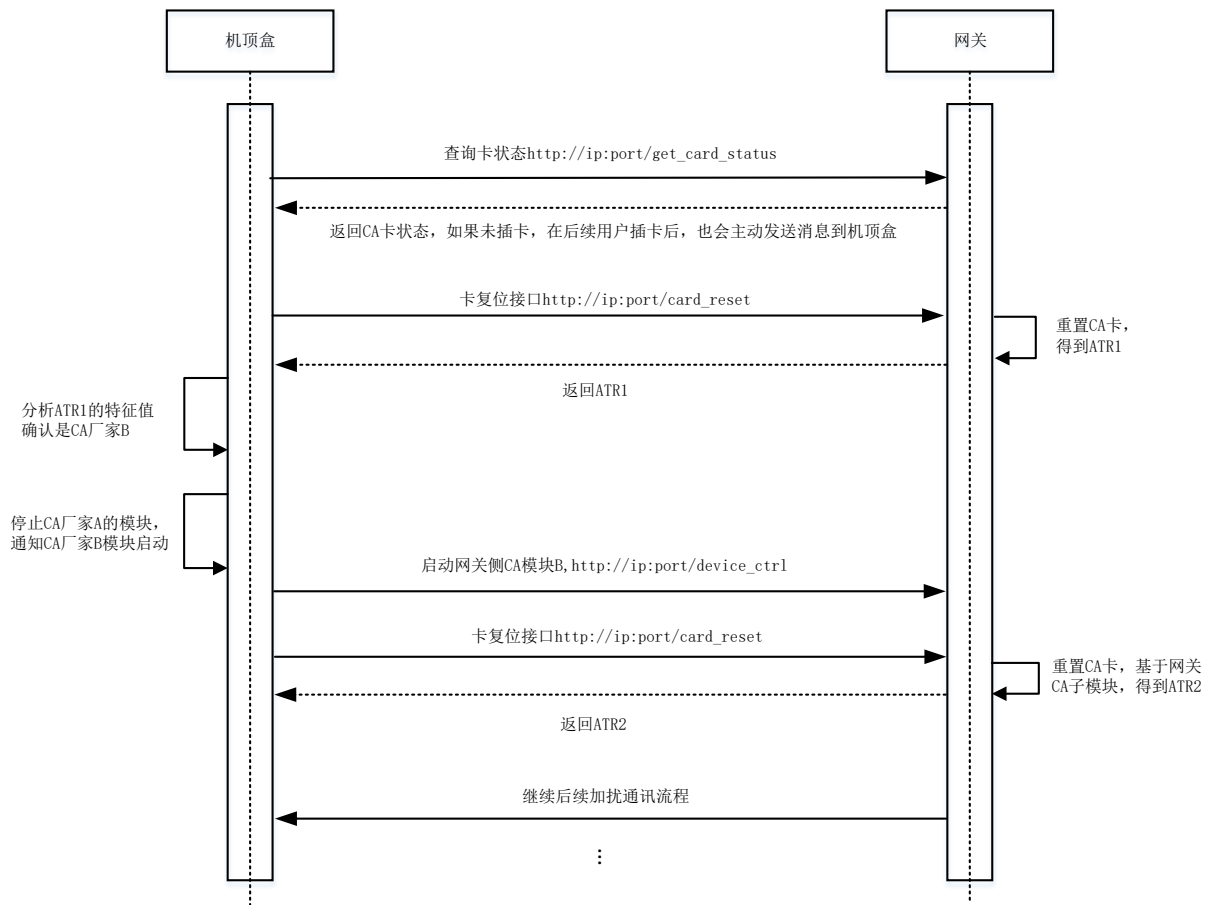 机顶盒
网关
查询卡状态http://ip:port/get_card_status
返回CA卡状态，如果未插卡，在后续用户插卡后，也会主动发送消息到机顶盒
卡复位接口http://ip:port/card_reset
重置CA卡，
得到ATR1
返回ATR1
分析ATR1的特征值
确认是CA厂家B
停止CA厂家A的模块，
通知CA厂家B模块启动
启动网关侧CA模块B,http://ip:port/device_ctrl
卡复位接口http://ip:port/card_reset
重置CA卡，基于网关
CA子模块，得到ATR2
返回ATR2
继续后续加扰通讯流程
...